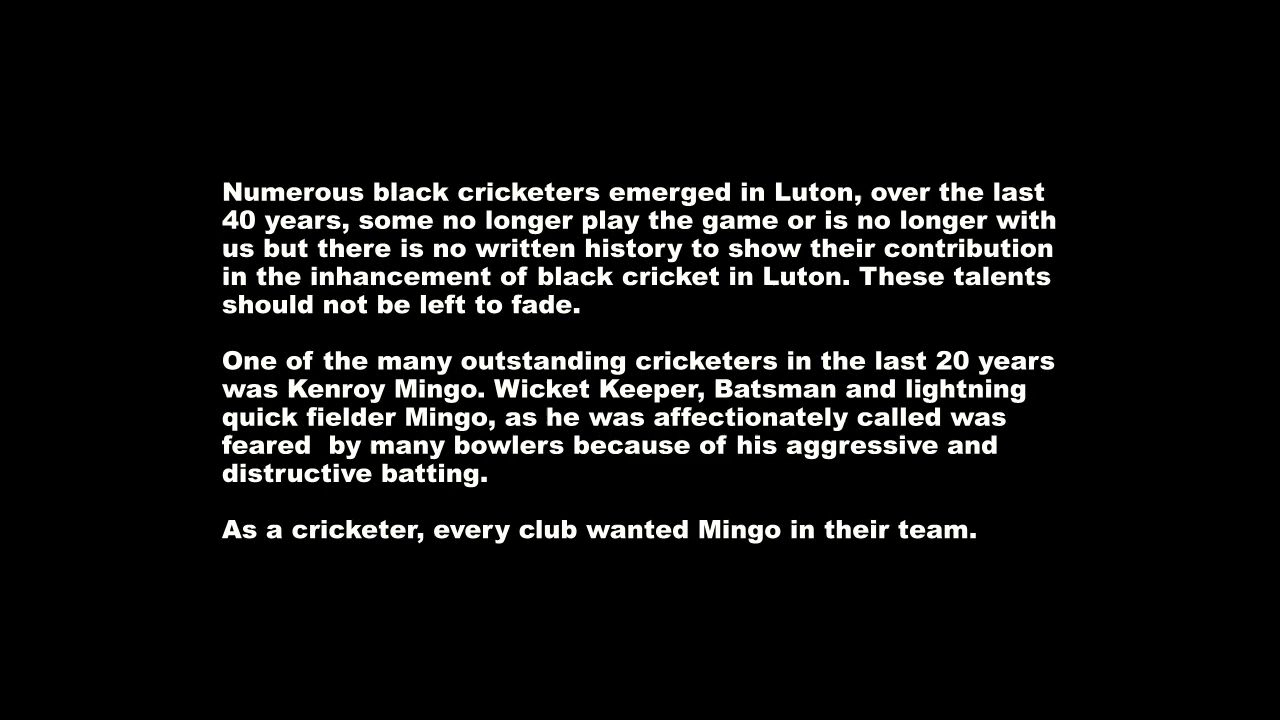 Numerous black cricketers emerged in Luton, over the last
40 years, some no longer play the game or is no longer with
us but there is no written history to show their contribution
in the inhancement of black cricket in Luton. These talents
should not be left to fade.
One of the many outstanding cricketers in the last 20 years
was Kenroy Mingo. Wicket Keeper, Batsman and lightning
quick fielder Mingo, as he was affectionately called was
feared  by many bowlers because of his aggressive and
distructive batting.
As a cricketer, every club wanted Mingo in their team.